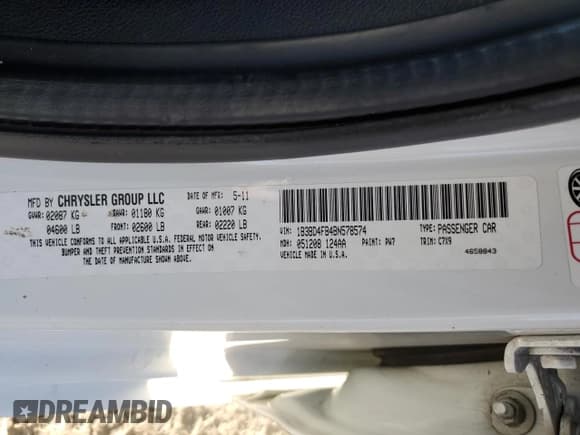 MFD BY CHRYSLER GROUP LLC
DATE OF MFR: 5-11
GVWR: 02087 KG GAWR: 01180 KG GAWR: 01007 KG
04600 LB FRONT: 02600 LB REAR: 02220 LB
THIS VEHICLE CONFORMS TO ALL APPLICABLE U.S.A. FEDERAL MOTOR VEHICLE SAFETY,
BUMPER AND THEFT PREVENTION STANDARDS IN EFFECT ON
THE DATE OF MANUFACTURE SHOWN ABOVE.
VIN: 1B3BD4FB4BN578574 TYPE: PASSENGER CAR
MDH: 051208 124AA PAINT: PW7 TRIM: C7X9
VEHICLE MADE IN U.S.A. 4658843
DREAMBID